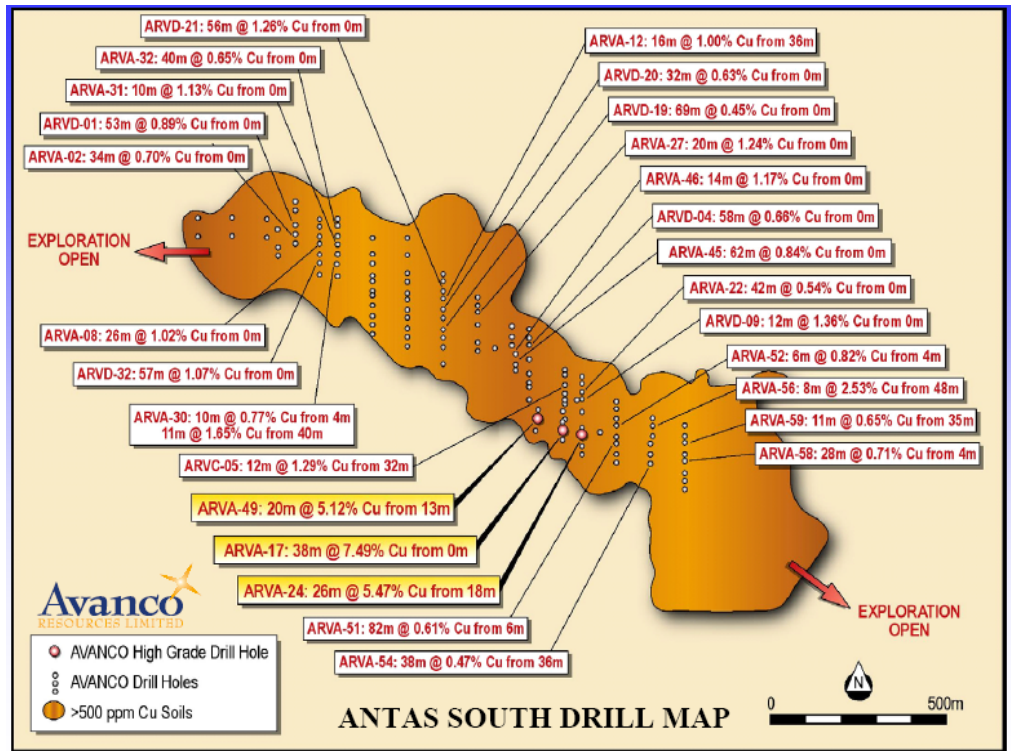 ARVD-21: 56m @ 1.26% Cu from 0m
ARVA-32: 40m @ 0.65% Cu from 0m
ARVA-31: 10m @ 1.13% Cu from 0m
ARVD-01: 53m @ 0.89% Cu from 0m
ARVA-02: 34m @ 0.70% Cu from 0m
ARVA-12: 16m @ 1.00% Cu from 36m
ARVD-20: 32m @ 0.63% Cu from 0m
ARVD-19: 69m @ 0.45% Cu from 0m
ARVA-27: 20m @ 1.24% Cu from 0m
ARVA-46: 14m @ 1.17% Cu from 0m
ARVD-04: 58m @ 0.66% Cu from 0m
ARVA-45: 62m @ 0.84% Cu from 0m
ARVA-22: 42m @ 0.54% Cu from 0m
ARVD-09: 12m @ 1.36% Cu from 0m
ARVA-52: 6m @ 0.82% Cu from 4m
ARVA-56: 8m @ 2.53% Cu from 48m
ARVA-59: 11m @ 0.65% Cu from 35m
ARVA-58: 28m @ 0.71% Cu from 4m
EXPLORATION
OPEN
ARVA-08: 26m @ 1.02% Cu from 0m
ARVD-32: 57m @ 1.07% Cu from 0m
ARVA-30: 10m @ 0.77% Cu from 4m
11m @ 1.65% Cu from 40m
ARVC-05: 12m @ 1.29% Cu from 32m
ARVA-49: 20m @ 5.12% Cu from 13m
ARVA-17: 38m @ 7.49% Cu from 0m
ARVA-24: 26m @ 5.47% Cu from 18m
ARVA-51: 82m @ 0.61% Cu from 6m
ARVA-54: 38m @ 0.47% Cu from 36m
EXPLORATION
OPEN
Avanco
RESOURCES LIMITED
AVANCO High Grade Drill Hole
AVANCO Drill Holes
>500 ppm Cu Soils
ANTAS SOUTH DRILL MAP
N
0 500m